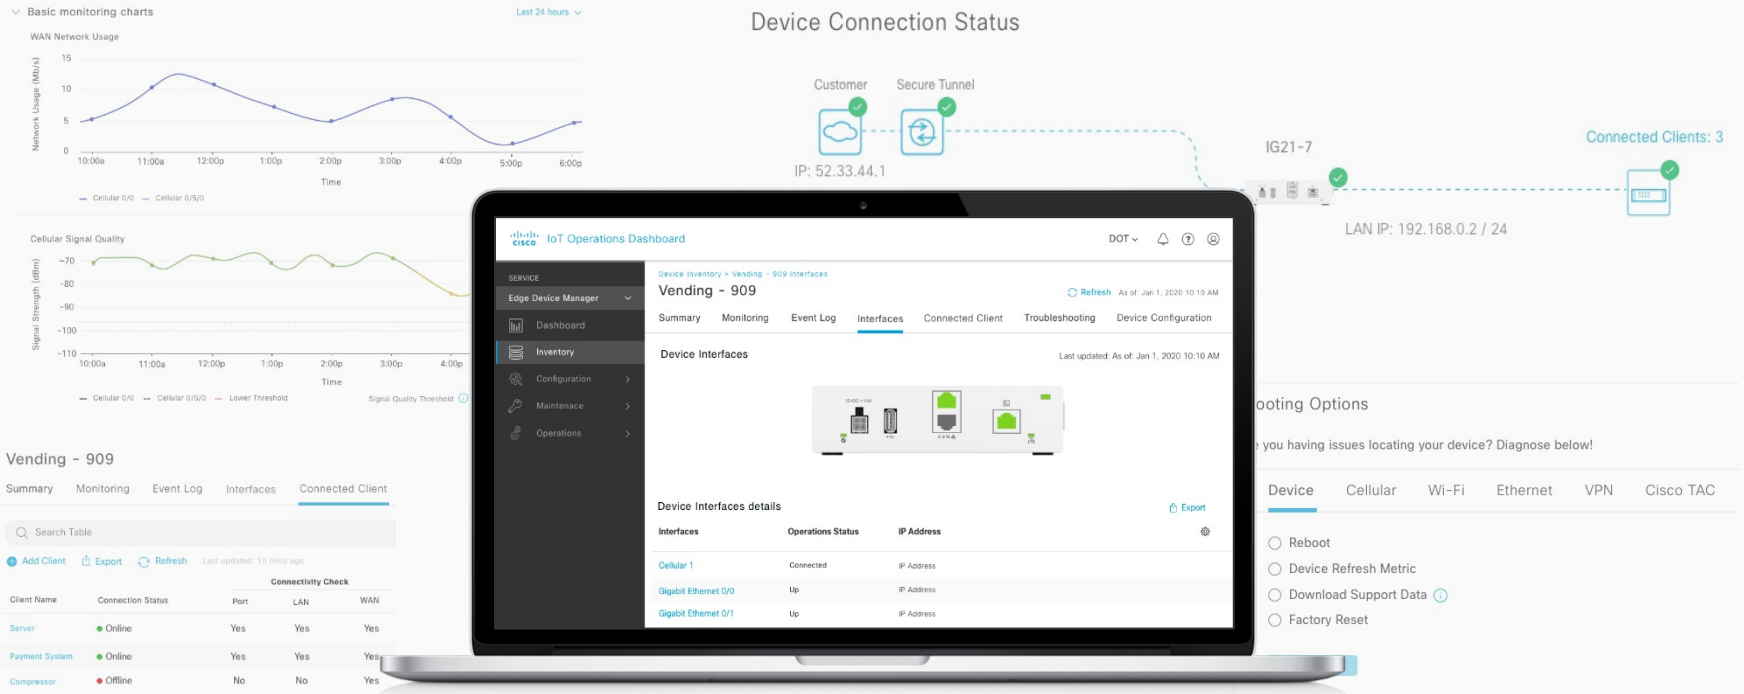 Basic monitoring charts
Last 24 hours
WAN Network Usage
Network Usage (Mb/s)
15
10
5
0
10:00a 11:00a 12:00p 1:00p 2:00p 3:00p 4:00p 5:00p 6:00p
Time
Cellular 0/0 Cellular 0/5/0
Cellular Signal Quality
Signal Strength (dBm)
-70
-80
-90
-100
-110
10:00a 11:00a 12:00p 1:00p 2:00p 3:00p 4:00p
Time
Cellular 0/0 Cellular 0/5/0 Lower Threshold Signal Quality Threshold
Vending - 909
Summary Monitoring Event Log Interfaces Connected Client
Search Table
Add Client Export Refresh Last updated: 15 mins ago
Connectivity Check
Client Name Connection Status Port LAN WAN
Server Online Yes Yes Yes
Payment System Online Yes Yes Yes
Compressor Offline No No Yes
Device Connection Status
Customer Secure Tunnel
IP: 52.33.44.1
IG21-7
Connected Clients: 3
LAN IP: 192.168.0.2 / 24
CISCO IoT Operations Dashboard
DOT
SERVICE
Edge Device Manager
Dashboard
Inventory
Configuration
Maintenace
Operations
Device Inventory > Vending - 909 Interfaces
Vending - 909
Refresh As of: Jan 1, 2020 10:10 AM
Summary Monitoring Event Log Interfaces Connected Client Troubleshooting Device Configuration
Device Interfaces
Last updated: As of: Jan 1, 2020 10:10 AM
Device Interfaces details
Export
Interfaces Operations Status IP Address
Cellular 1 Connected IP Address
Gigabit Ethernet 0/0 Up IP Address
Gigabit Ethernet 0/1 Up IP Address
ooting Options
you having issues locating your device? Diagnose below!
Device Cellular Wi-Fi Ethernet VPN Cisco TAC
Reboot
Device Refresh Metric
Download Support Data
Factory Reset